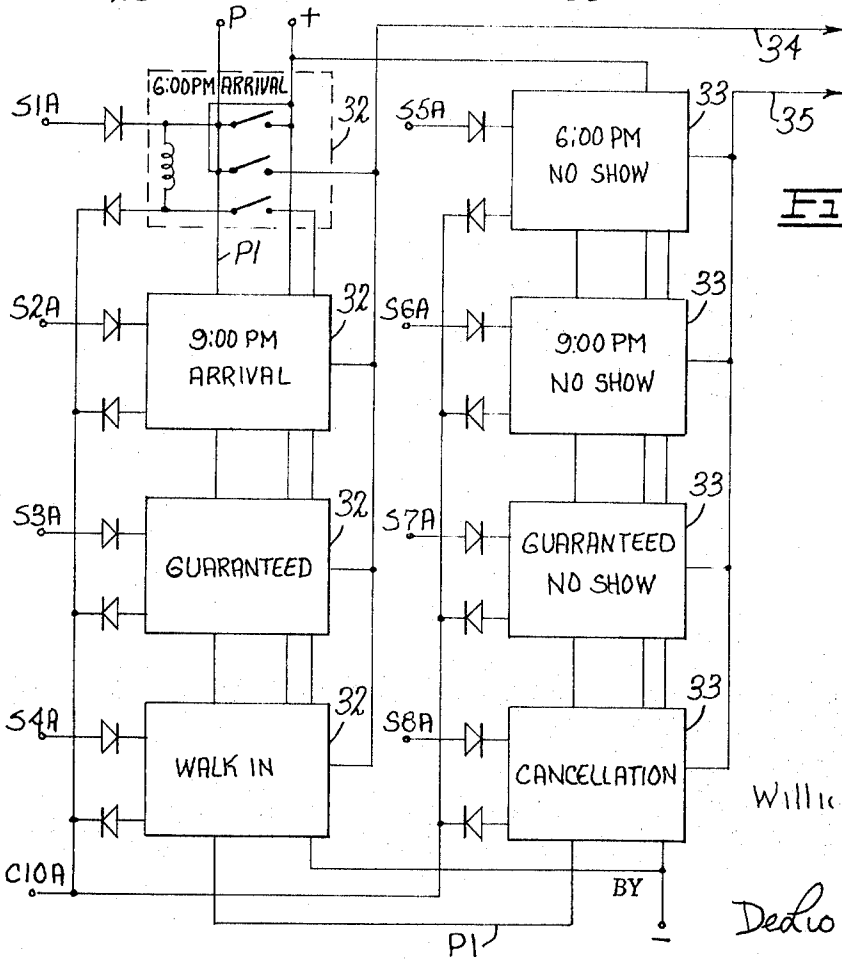 P +
34
6:00PM ARRIVAL
S1A
32
S5A
33
35
6:00 PM
NO SHOW
P1
S2A
32
S6A
33
9:00 PM
ARRIVAL
9:00 PM
NO SHOW
S3A
32
S7A
33
GUARANTEED
GUARANTEED
NO SHOW
S4A
32
S8A
33
WALK IN
CANCELLATION
C10A
BY
-
P1